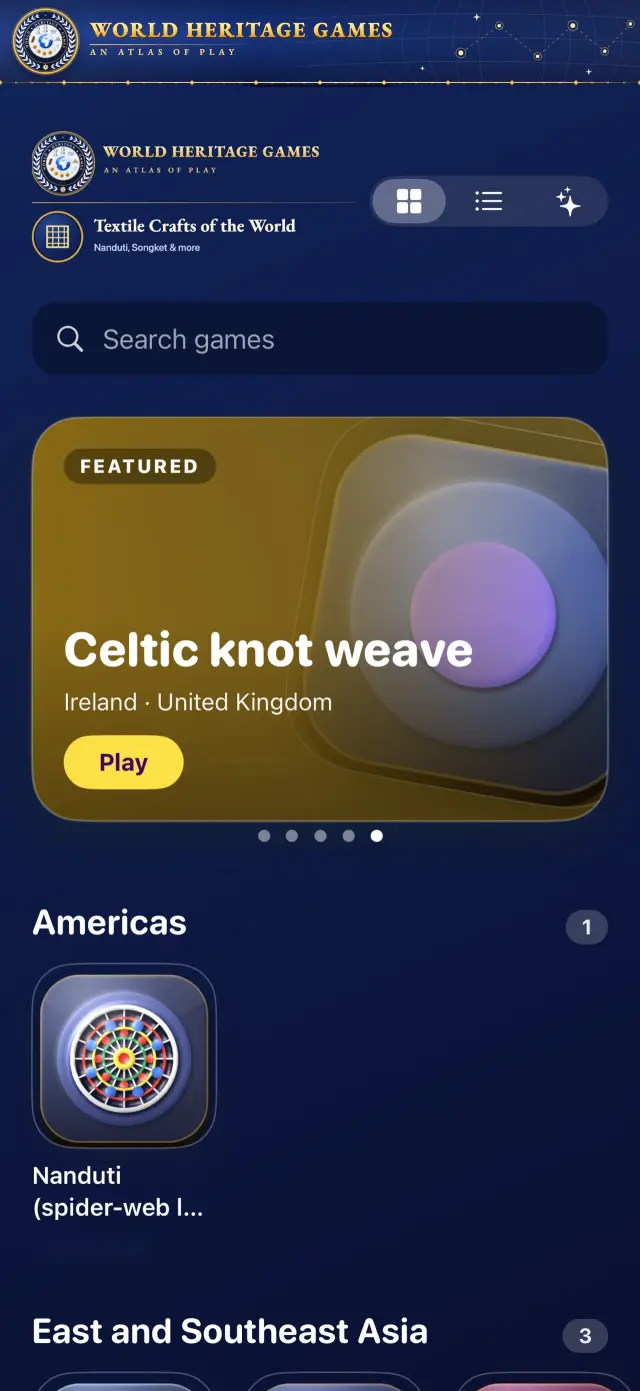 WORLD HERITAGE GAMES
AN ATLAS OF PLAY
WORLD HERITAGE GAMES
AN ATLAS OF PLAY
Textile Crafts of the World
Nanduti, Songket & more
Search games
FEATURED
Celtic knot weave
Ireland · United Kingdom
Play
Americas
1
Nanduti
(spider-web l...
East and Southeast Asia
3